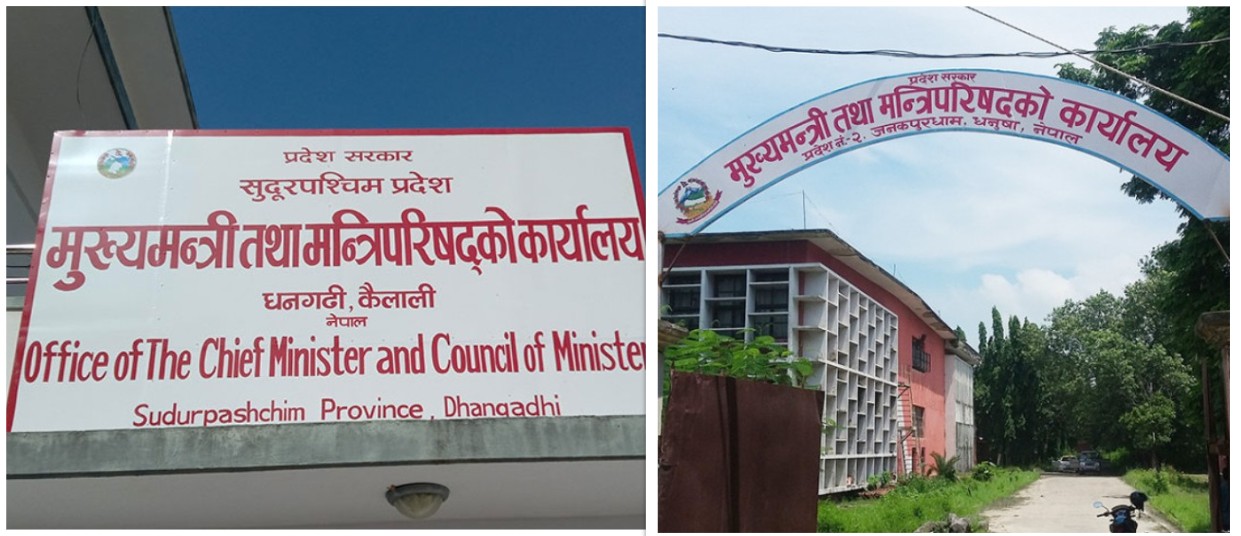 प्रदेश सरकार
सुदूरपश्चिम प्रदेश
मुख्यमन्त्री तथा मन्त्रिपरिषद्को कार्यालय
धनगढी, कैलाली
नेपाल
Office of The Chief Minister and Council of Ministe
Sudurpashchim Province, Dhangadhi
प्रदेश सरकार
मुख्यमन्त्री तथा मन्त्रिपरिषदको कार्यालय
प्रदेश नं.-२, जनकपुरधाम, धनुषा, नेपाल